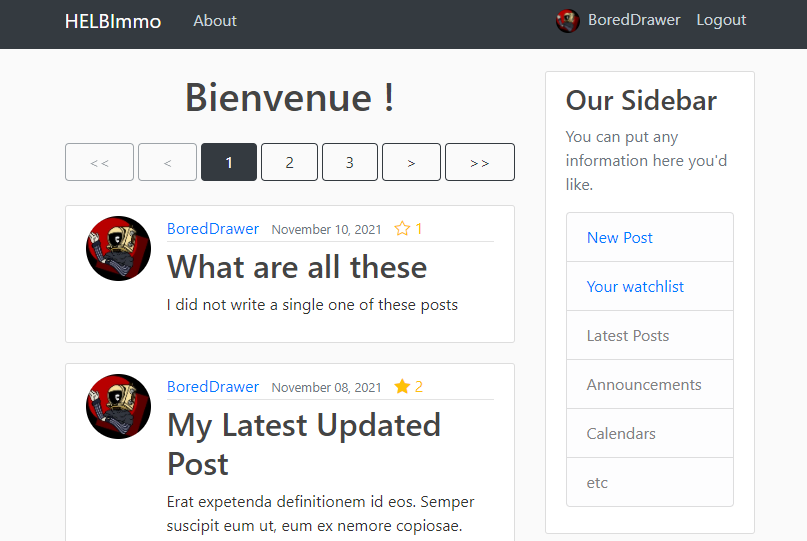 HELBImmo About BoredDrawer Logout
Bienvenue !
<< < 1 2 3 > >>
BoredDrawer November 10, 2021 1
What are all these
I did not write a single one of these posts
BoredDrawer November 08, 2021 2
My Latest Updated
Post
Erat expetenda definitionem id eos. Semper
suscipit eum ut, eum ex nemore copiosae.
Our Sidebar
You can put any
information here you'd
like.
New Post
Your watchlist
Latest Posts
Announcements
Calendars
etc